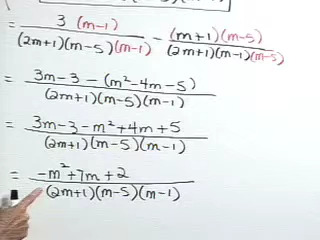 = 3 (m-1) / (2m+1)(m-5)(m-1) - (m+1)(m-5) / (2m+1)(m-1)(m-5)
= 3m-3-(m²-4m-5) / (2m+1)(m-5)(m-1)
= 3m-3-m²+4m+5 / (2m+1)(m-5)(m-1)
= -m²+7m+2 / (2m+1)(m-5)(m-1)